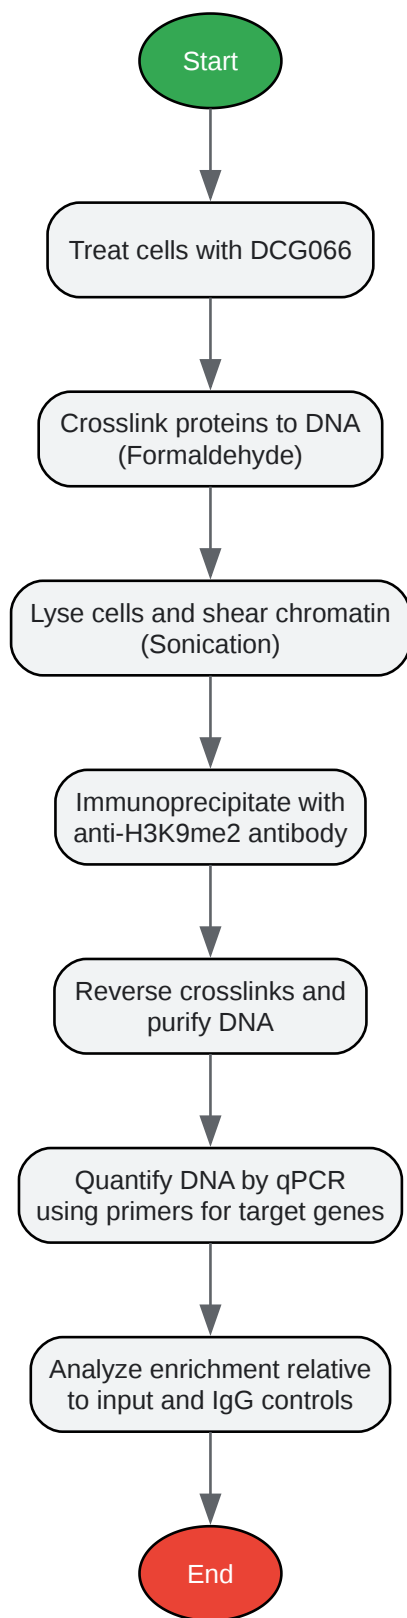 Start
Treat cells with DCG066
Crosslink proteins to DNA
(Formaldehyde)
Lyse cells and shear chromatin
(Sonication)
Immunoprecipitate with
anti-H3K9me2 antibody
Reverse crosslinks and
purify DNA
Quantify DNA by qPCR
using primers for target genes
Analyze enrichment relative
to input and IgG controls
End